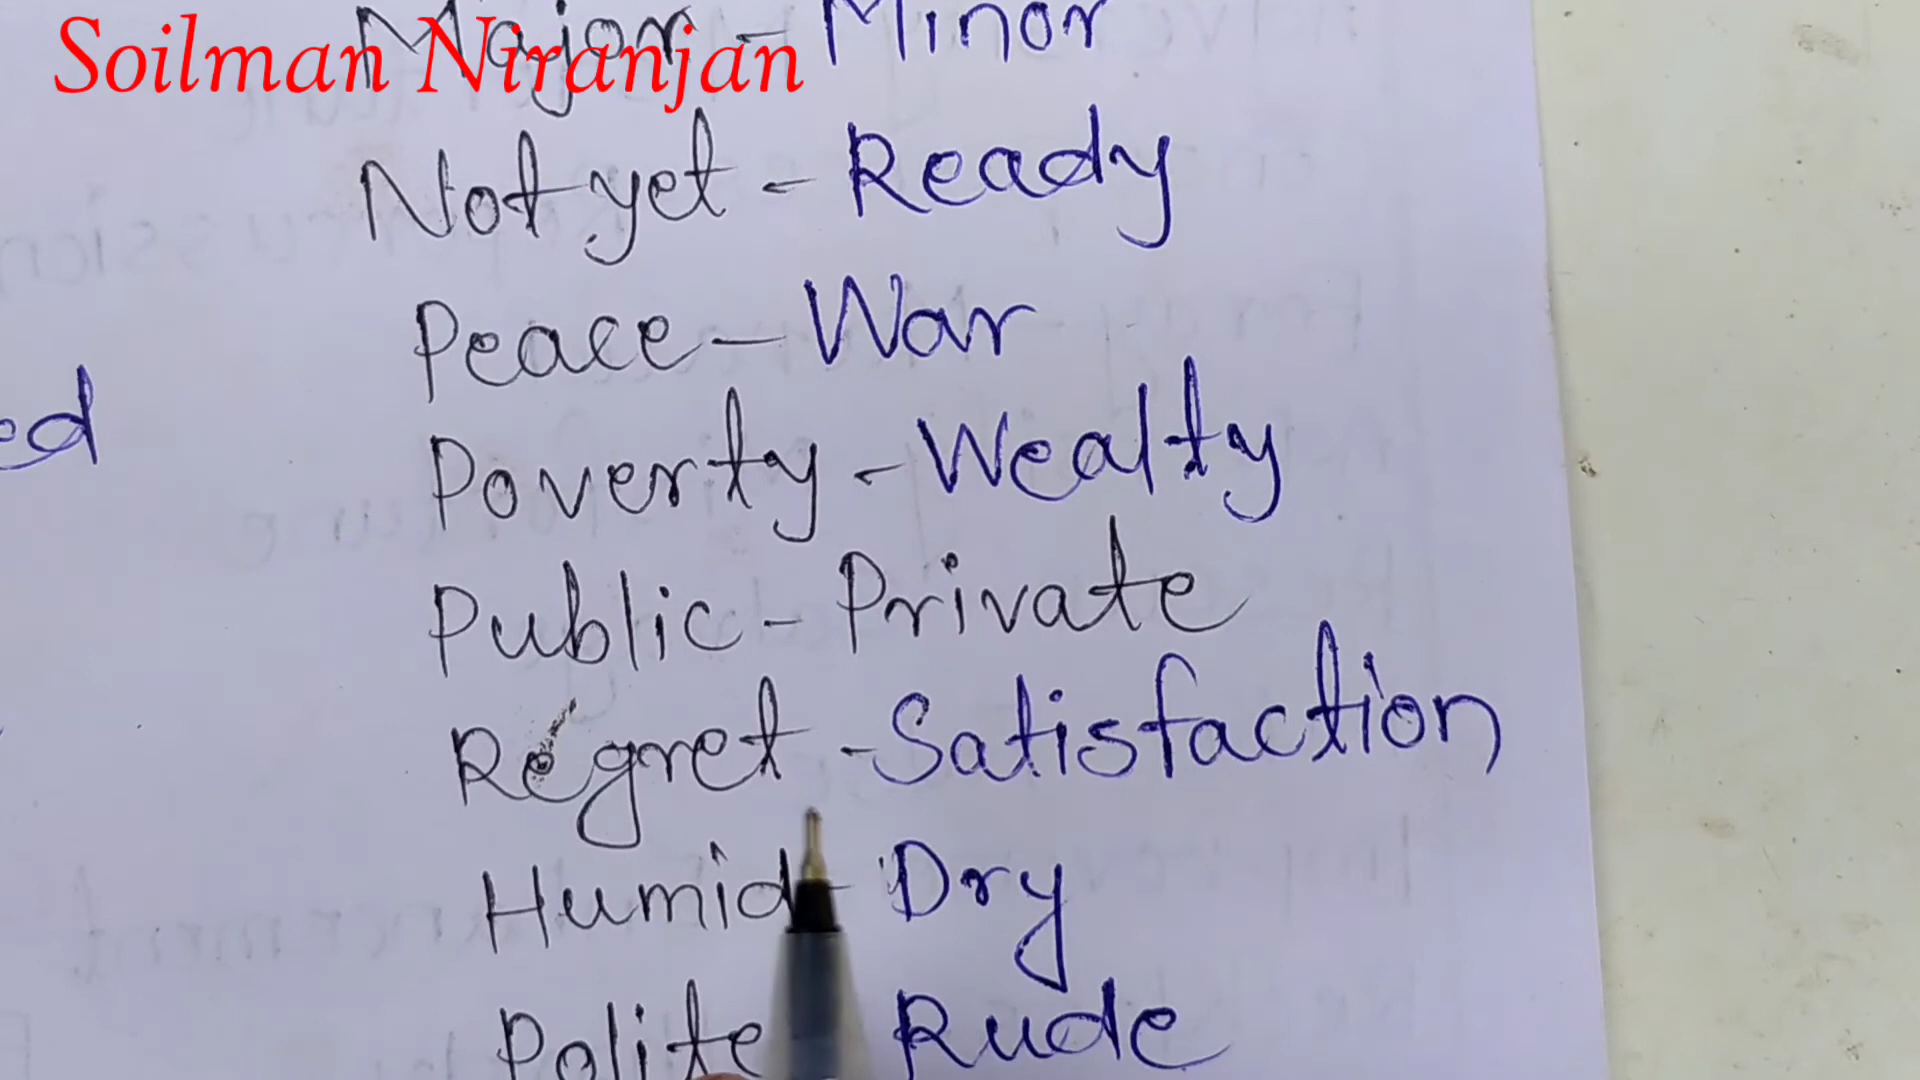 Soilman Niranjan
Major - Minor
Not yet - Ready
Peace - War
ed
Poverty - Wealty
Public - Private
Regret - Satisfaction
Humid - Dry
Polite Rude